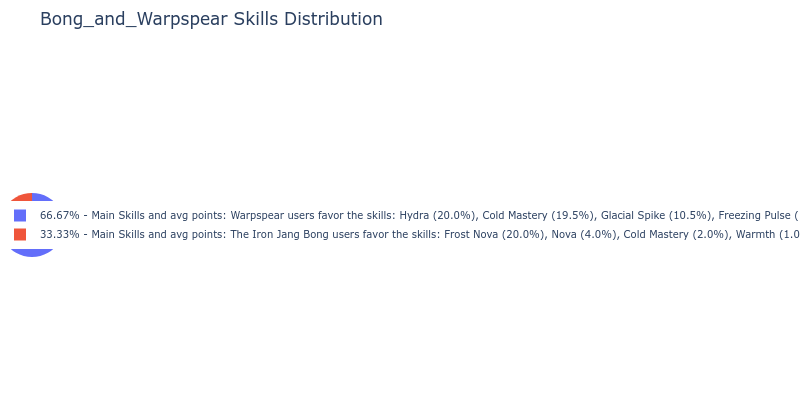 Bong_and_Warpspear Skills Distribution
66.67% - Main Skills and avg points: Warpspear users favor the skills: Hydra (20.0%), Cold Mastery (19.5%), Glacial Spike (10.5%), Freezing Pulse (
33.33% - Main Skills and avg points: The Iron Jang Bong users favor the skills: Frost Nova (20.0%), Nova (4.0%), Cold Mastery (2.0%), Warmth (1.0